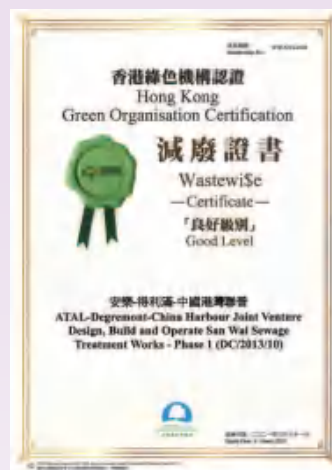 香港綠色機構認證
Hong Kong
Green Organisation Certification
減廢證書
Wastewi$e
—Certificate—
「良好級別」
Good Level
安樂-得利滿-中國港灣聯營
ATAL-Degremont-China Harbour Joint Venture
Design, Build and Operate San Wai Sewage
Treatment Works - Phase 1 (DC/2013/10)